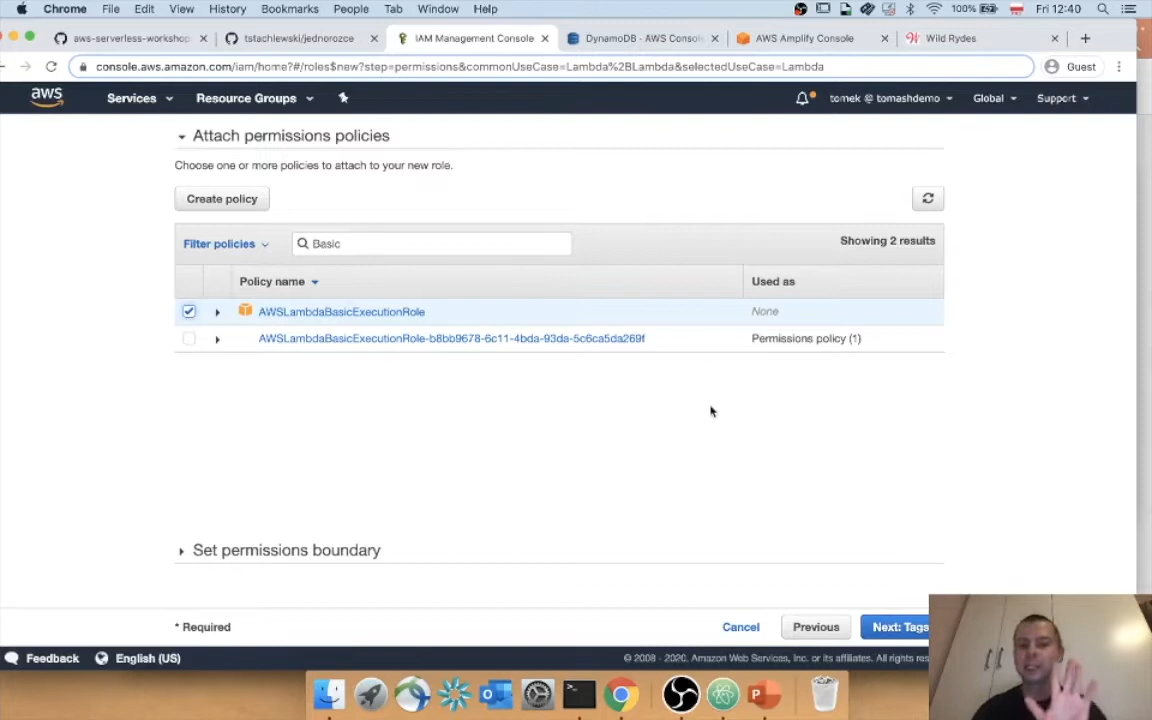 Chrome File Edit View History Bookmarks People Tab Window Help 100% Fri 12:40
aws-serverless-workshop tstachlewski/jednorozce IAM Management Console DynamoDB - AWS Conso AWS Amplify Console Wild Rydes
console.aws.amazon.com/iam/home?#/roles$new?step=permissions&commonUseCase=Lambda%2BLambda&selectedUseCase=Lambda Guest
aws Services Resource Groups tomek @ tomashdemo Global Support
Attach permissions policies
Choose one or more policies to attach to your new role.
Create policy
Filter policies Basic Showing 2 results
Policy name Used as
AWSLambdaBasicExecutionRole None
AWSLambdaBasicExecutionRole-b8bb9678-6c11-4bda-93da-5c6ca5da269f Permissions policy (1)
Set permissions boundary
* Required Cancel Previous Next: Tags
Feedback English (US) © 2008 - 2020, Amazon Web Services, Inc. or its affiliates. All rights res